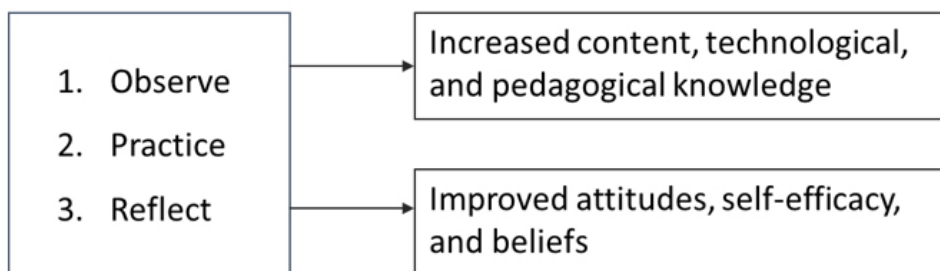 1. Observe
2. Practice
3. Reflect
Increased content, technological,
and pedagogical knowledge
Improved attitudes, self-efficacy,
and beliefs